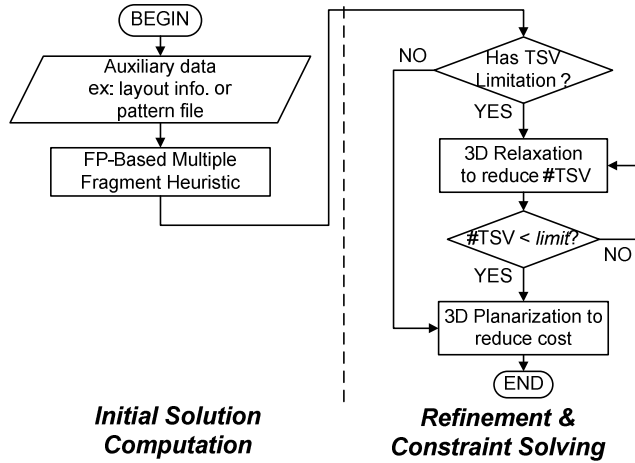 BEGIN
Auxiliary data
ex: layout info. or
pattern file
FP-Based Multiple
Fragment Heuristic
Initial Solution
Computation
Has TSV
Limitation ?
NO
YES
3D Relaxation
to reduce #TSV
#TSV < limit?
NO
YES
3D Planarization to
reduce cost
END
Refinement &
Constraint Solving